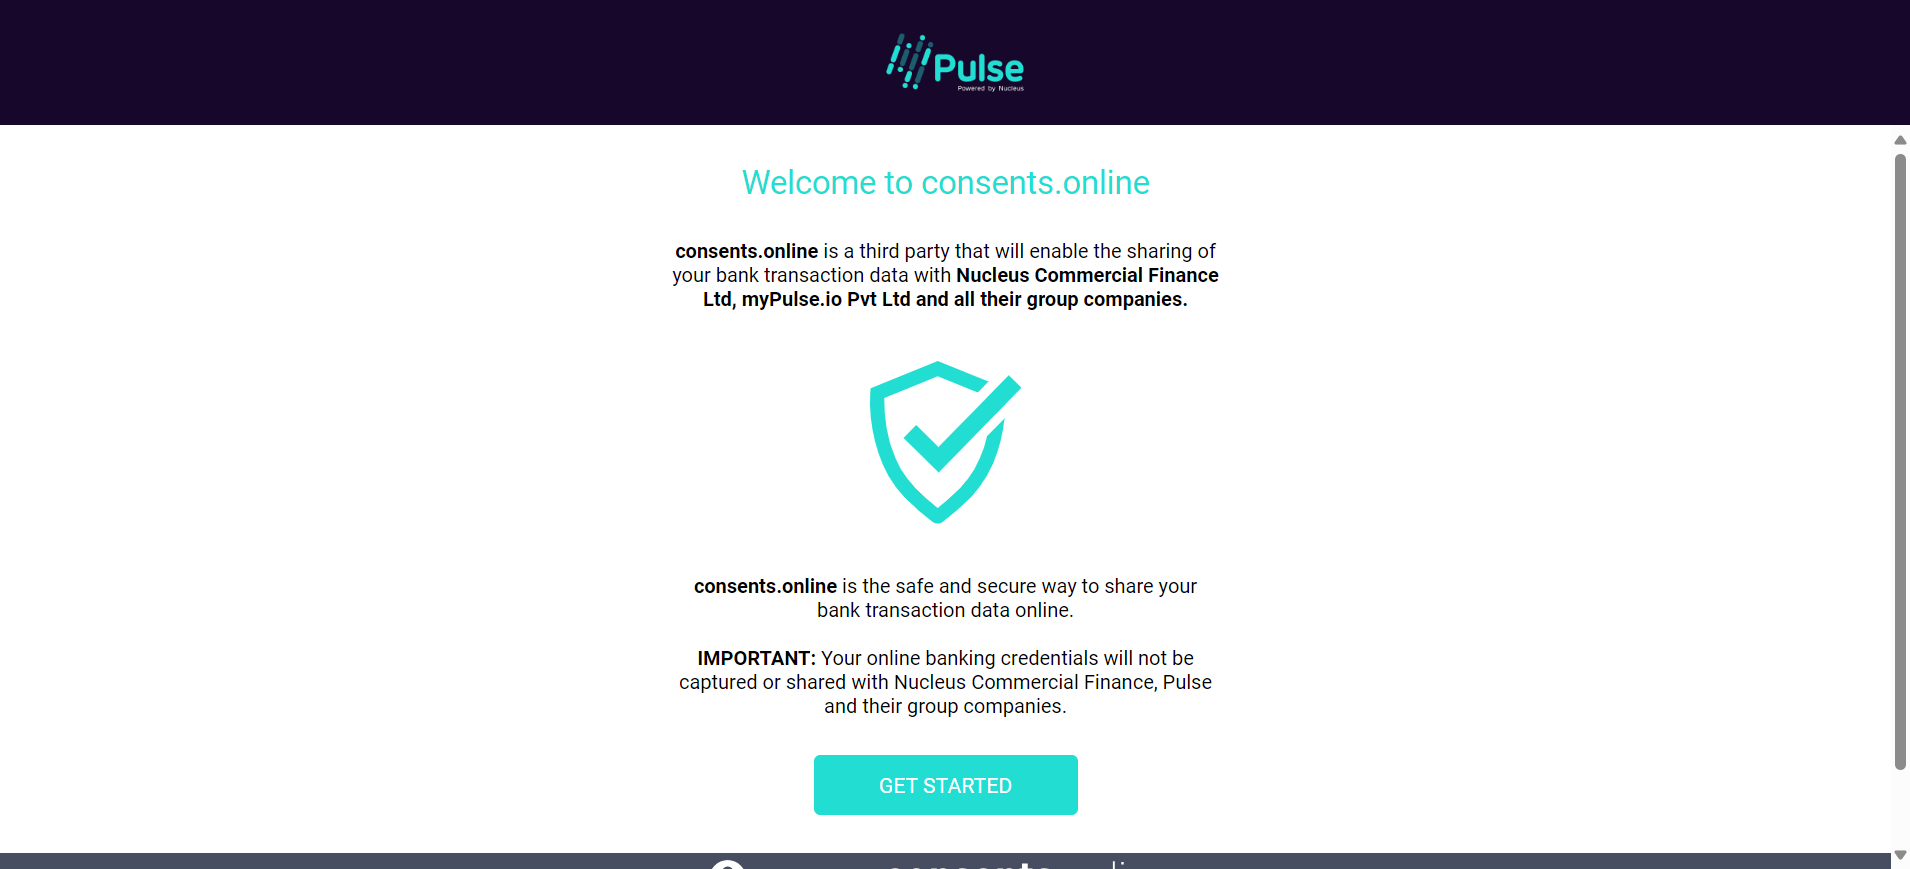 Pulse
Powered by Nucleus
Welcome to consents.online
consents.online is a third party that will enable the sharing of
your bank transaction data with Nucleus Commercial Finance
Ltd, myPulse.io Pvt Ltd and all their group companies.
consents.online is the safe and secure way to share your
bank transaction data online.
IMPORTANT: Your online banking credentials will not be
captured or shared with Nucleus Commercial Finance, Pulse
and their group companies.
GET STARTED